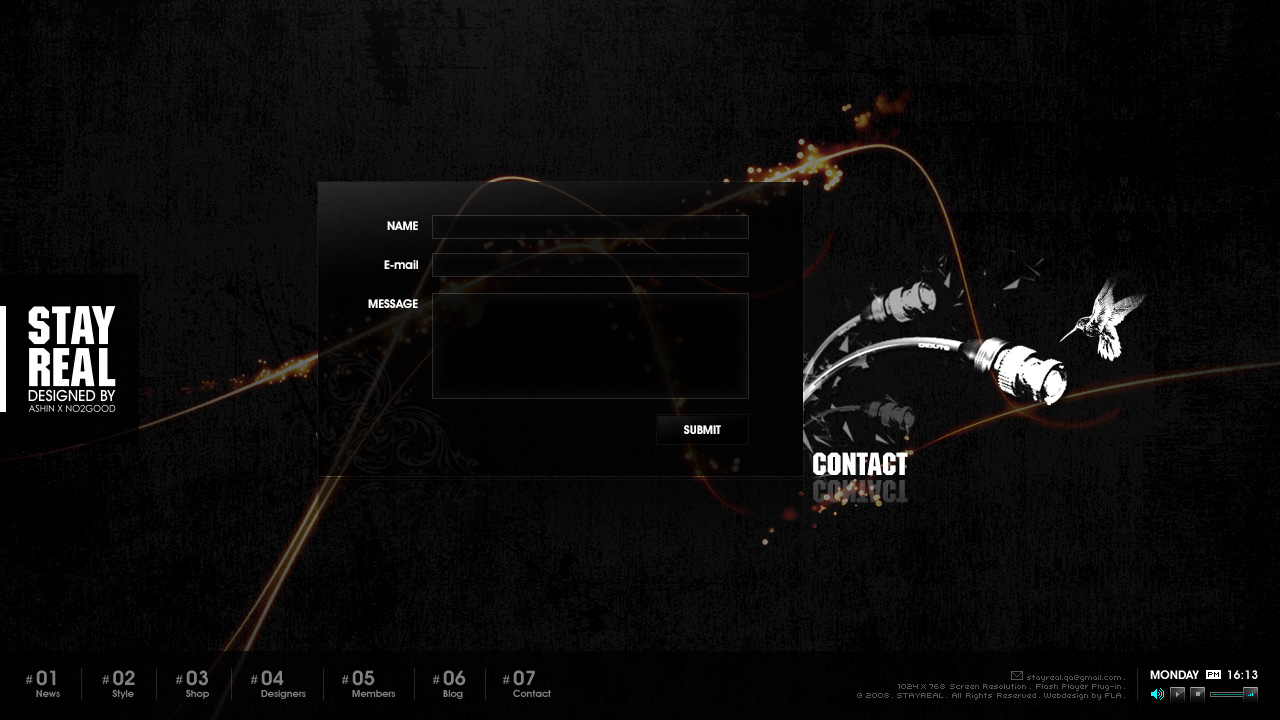 NAME
E-mail
MESSAGE
SUBMIT
STAY
REAL
DESIGNED BY
ASHIN X NO2GOOD
CONTACT
# 01 News
# 02 Style
# 03 Shop
# 04 Designers
# 05 Members
# 06 Blog
# 07 Contact
stayreal.qa@gmail.com .
1024 X 768 Screen Resolution . Flash Player Plug-in .
© 2008 . STAYREAL . All Rights Reserved . Webdesign by FLA .
MONDAY PM 16:13